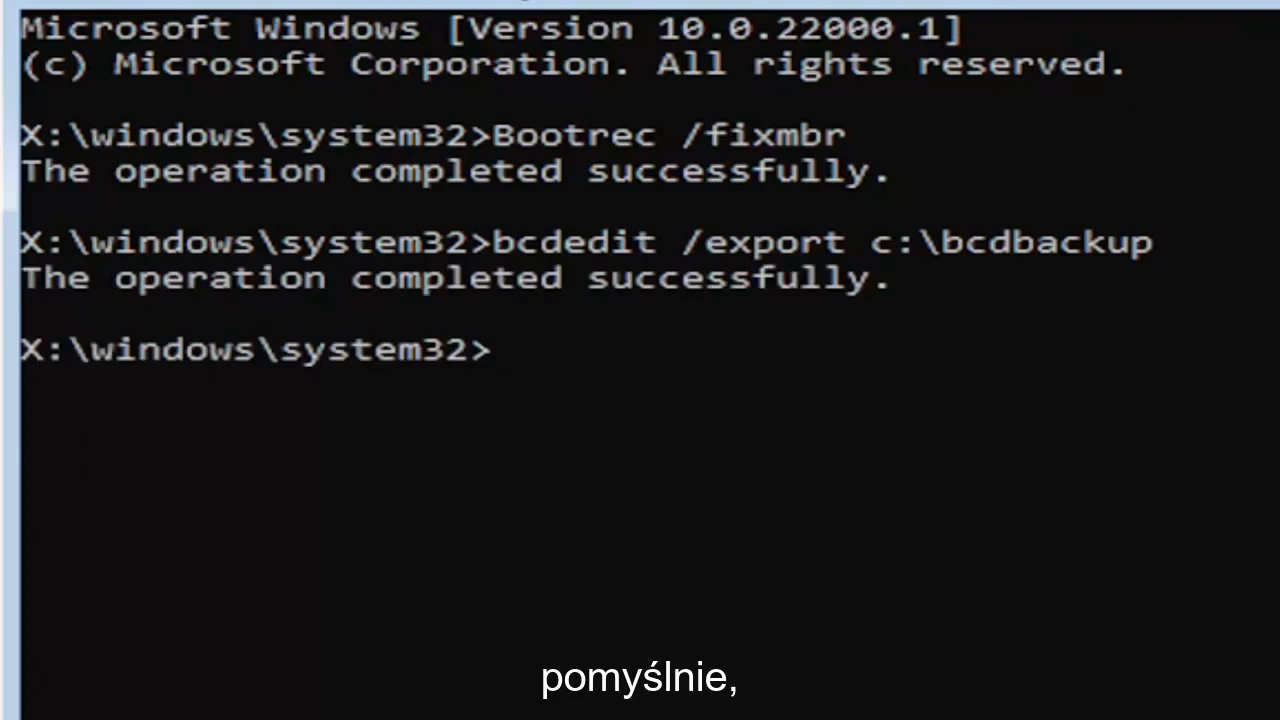 Microsoft Windows [Version 10.0.22000.1]
(c) Microsoft Corporation. All rights reserved.
X:\windows\system32>Bootrec /fixmbr
The operation completed successfully.
X:\windows\system32>bcdedit /export c:\bcdbackup
The operation completed successfully.
X:\windows\system32>
pomyślnie,